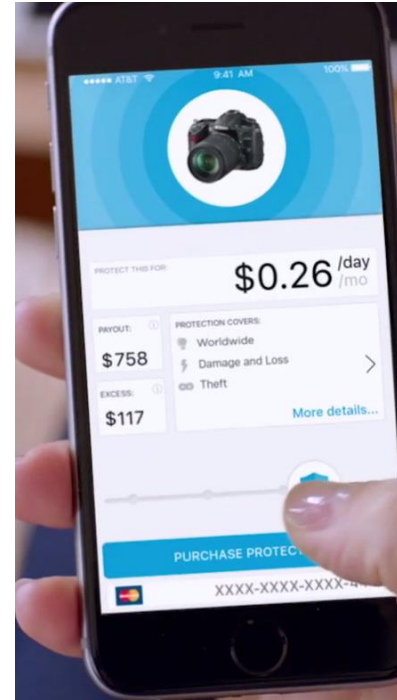 AT&T 9:41 AM 100%
PROTECT THIS FOR:
$0.26 /day
/mo
PAYOUT:
$758
EXCESS:
$117
PROTECTION COVERS:
Worldwide
Damage and Loss
Theft
More details...
PURCHASE PROTECT
XXXX-XXXX-XXXX-